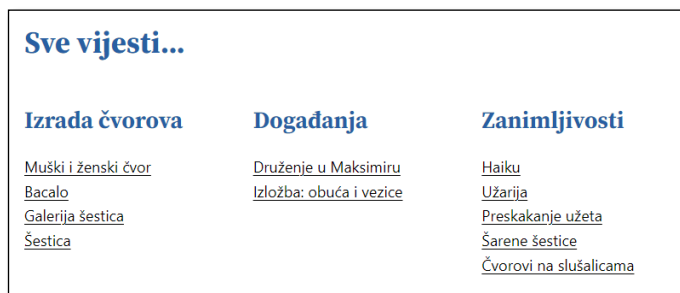 Sve vijesti...
Izrada čvorova
Muški i ženski čvor
Bacalo
Galerija šestica
Šestica
Događanja
Druženje u Maksimiru
Izložba: obuća i vezice
Zanimljivosti
Haiku
Užarija
Preskakanje užeta
Šarene šestice
Čvorovi na slušalicama